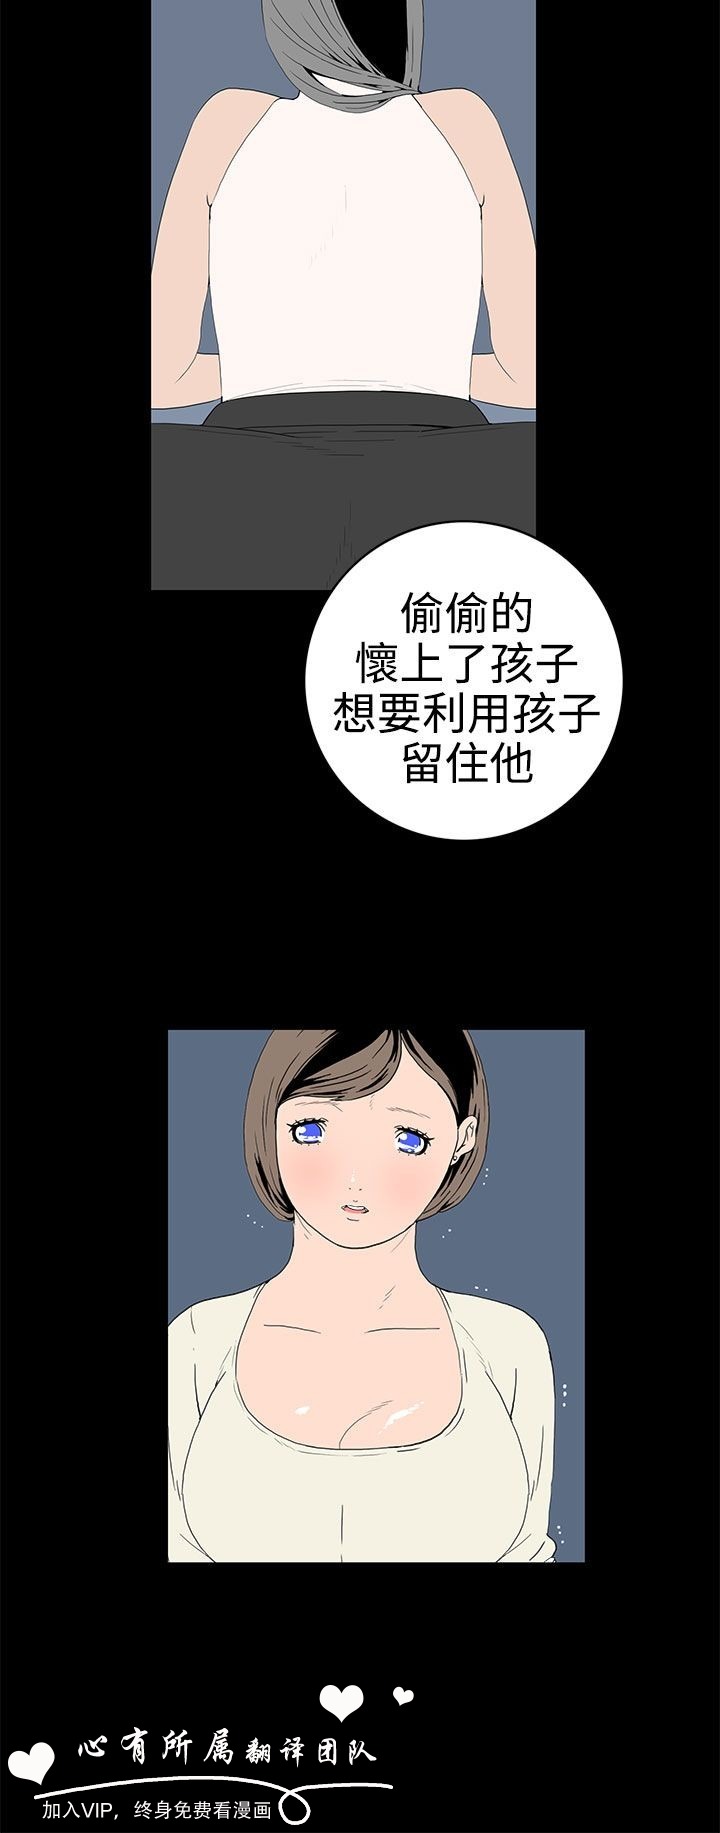 偷偷的
懷上了孩子
想要利用孩子
留住他
心有所属翻译团队
加入VIP，终身免费看漫画